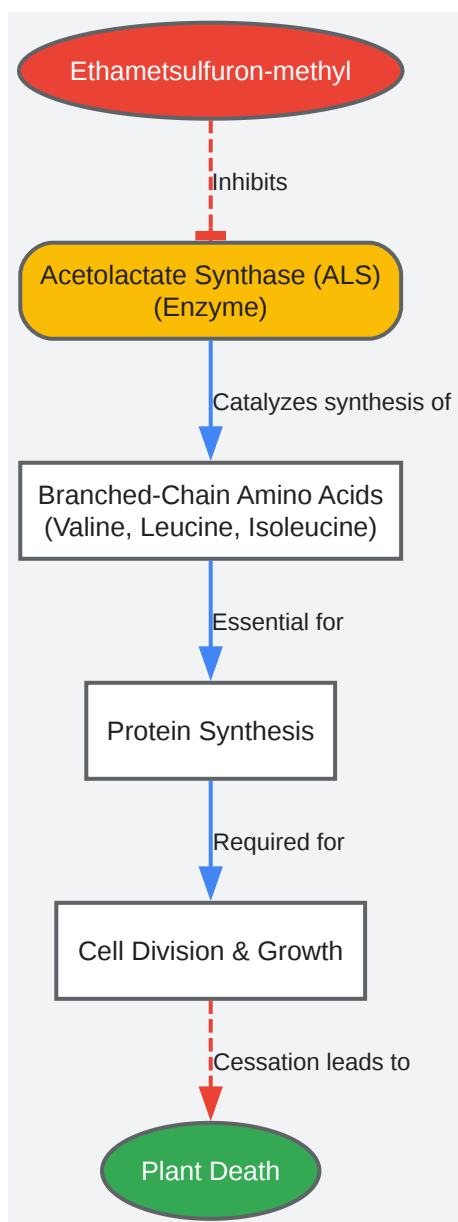 Ethametsulfuron-methyl
Inhibits
Acetolactate Synthase (ALS)
(Enzyme)
Catalyzes synthesis of
Branched-Chain Amino Acids
(Valine, Leucine, Isoleucine)
Essential for
Protein Synthesis
Required for
Cell Division & Growth
Cessation leads to
Plant Death